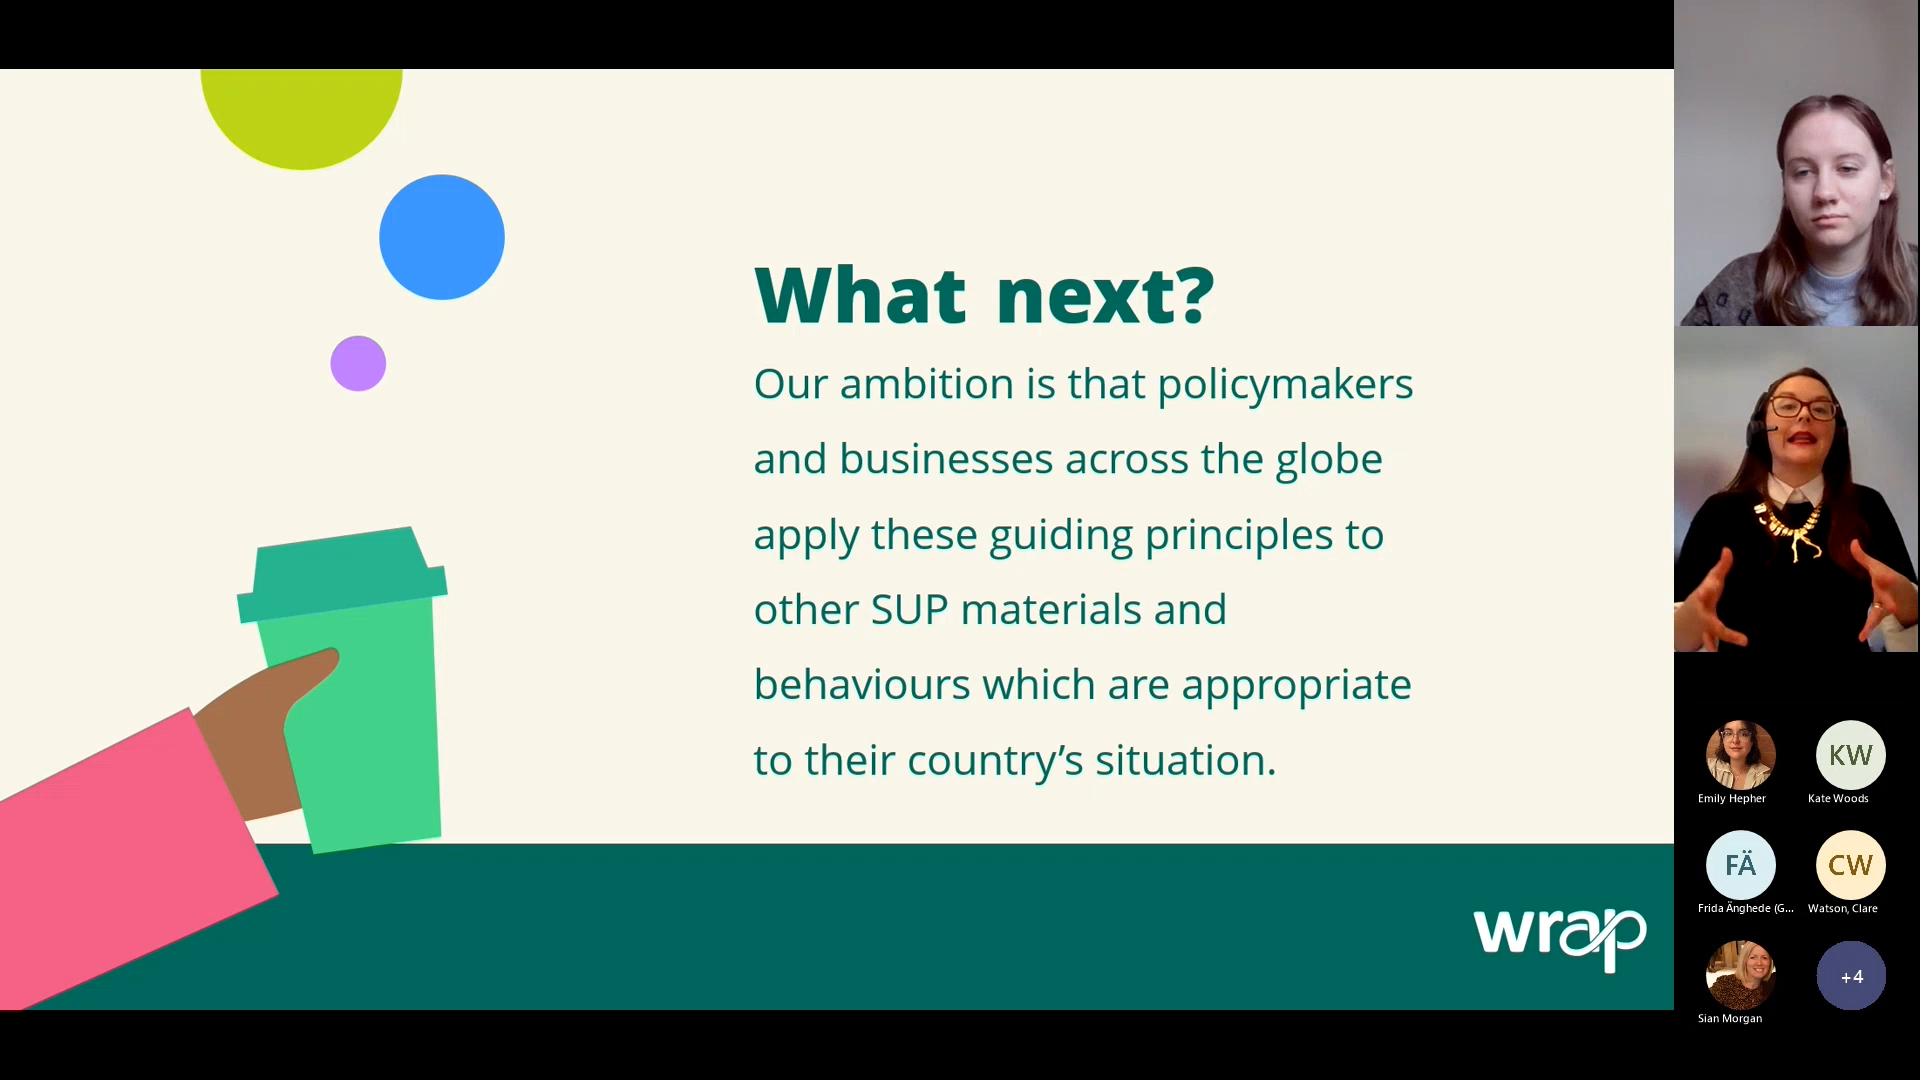 What next?
Our ambition is that policymakers
and businesses across the globe
apply these guiding principles to
other SUP materials and
behaviours which are appropriate
to their country’s situation.
wrap
KW
Emily Hepher
Kate Woods
FÄ
CW
Frida Änghede (G...
Watson, Clare
+4
Sian Morgan